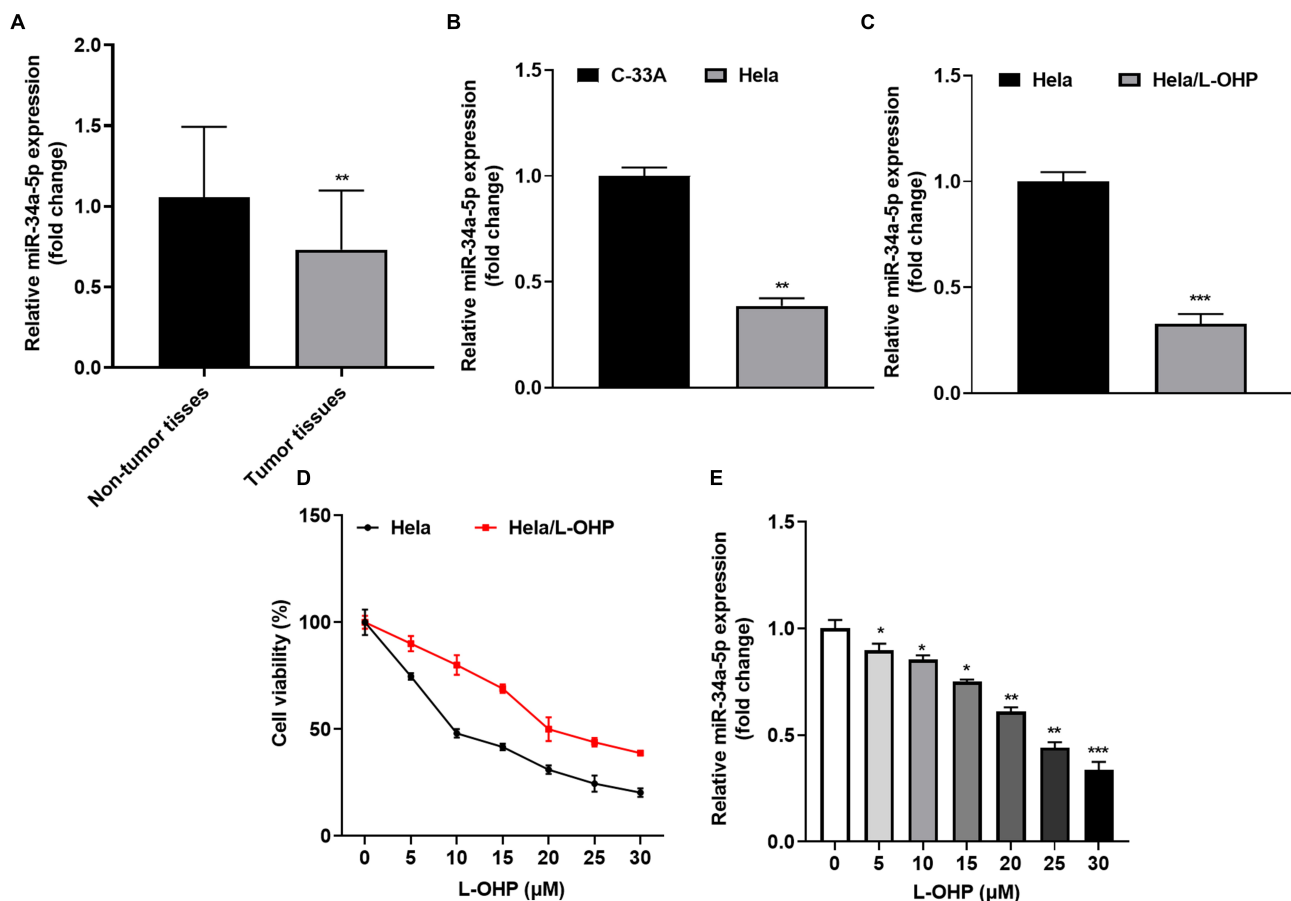 A
Relative miR-34a-5p expression
(fold change)
2.0
1.5
1.0
0.5
0.0
**
Non-tumor tisses
Tumor tissues
B
Relative miR-34a-5p expression
(fold change)
1.5
1.0
0.5
0.0
C-33A
Hela
**
C
Relative miR-34a-5p expression
(fold change)
1.5
1.0
0.5
0.0
Hela
Hela/L-OHP
***
D
Cell viability (%)
150
100
50
0
Hela
Hela/L-OHP
0 5 10 15 20 25 30
L-OHP (μM)
E
Relative miR-34a-5p expression
(fold change)
1.5
1.0
0.5
0.0
* * * ** ** ***
0 5 10 15 20 25 30
L-OHP (μM)